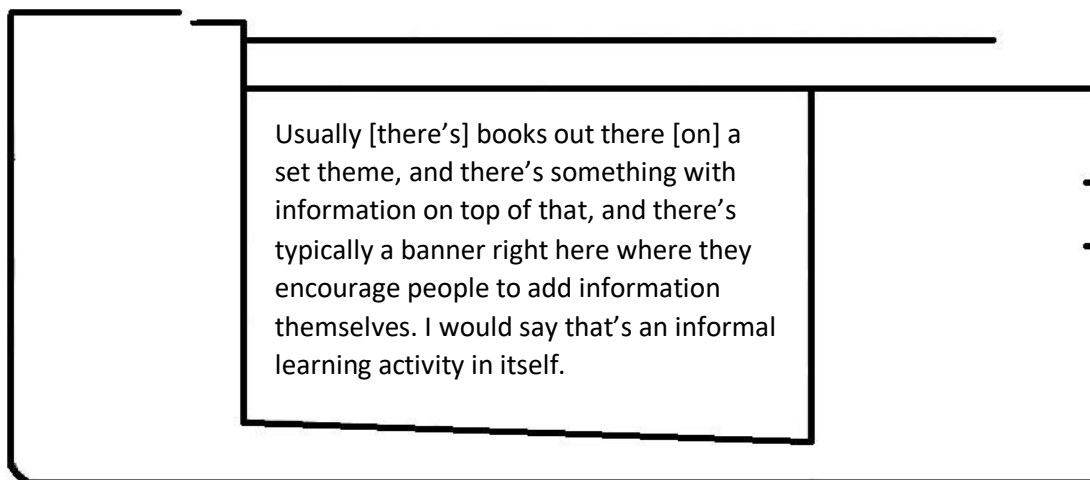 Usually [there’s] books out there [on] a
set theme, and there’s something with
information on top of that, and there’s
typically a banner right here where they
encourage people to add information
themselves. I would say that’s an informal
learning activity in itself.